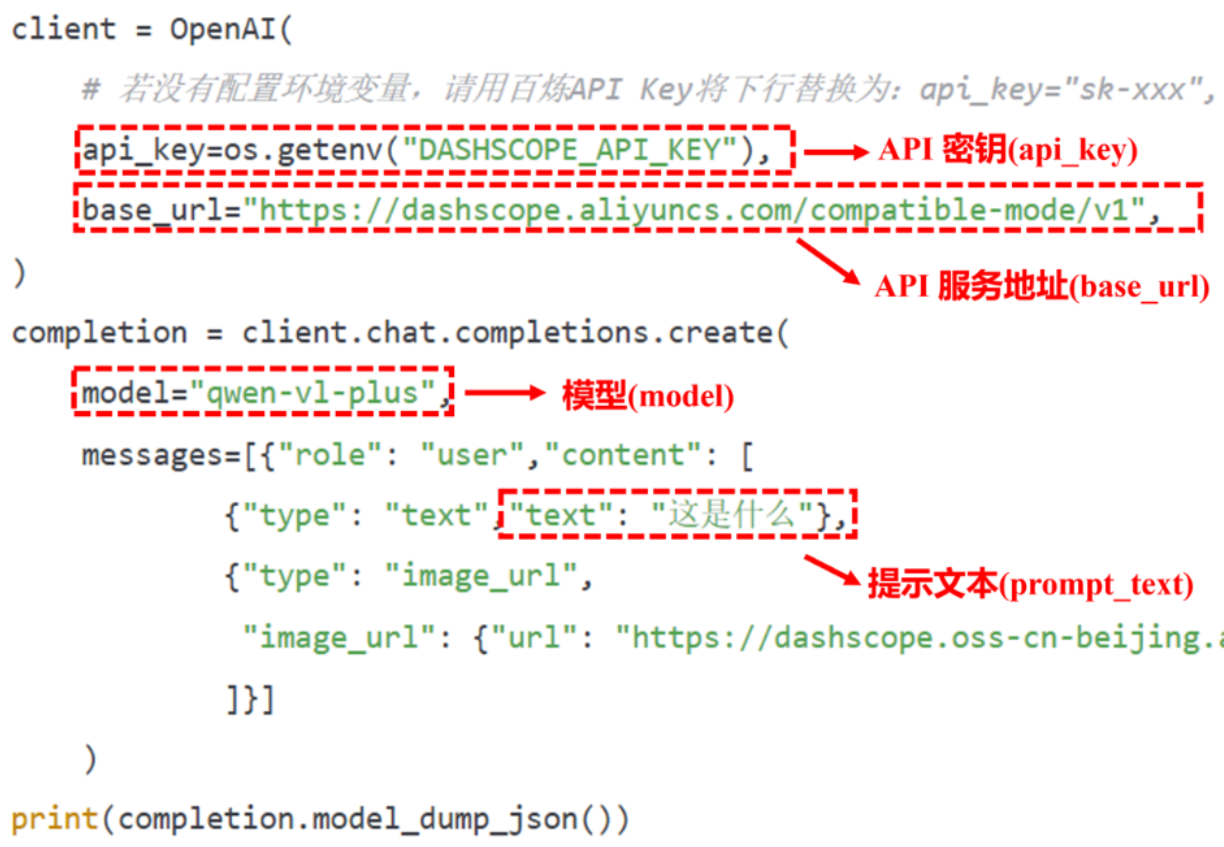 client = OpenAI(
# 若没有配置环境变量，请用百炼API Key将下行替换为：api_key="sk-xxx",
api_key=os.getenv("DASHSCOPE_API_KEY"), API 密钥(api_key)
base_url="https://dashscope.aliyuncs.com/compatible-mode/v1",
) API 服务地址(base_url)
completion = client.chat.completions.create(
model="qwen-vl-plus", 模型(model)
messages=[{"role": "user","content": [
{"type": "text","text": "这是什么"},
{"type": "image_url", 提示文本(prompt_text)
"image_url": {"url": "https://dashscope.oss-cn-beijing.a
]}]
)
print(completion.model_dump_json())